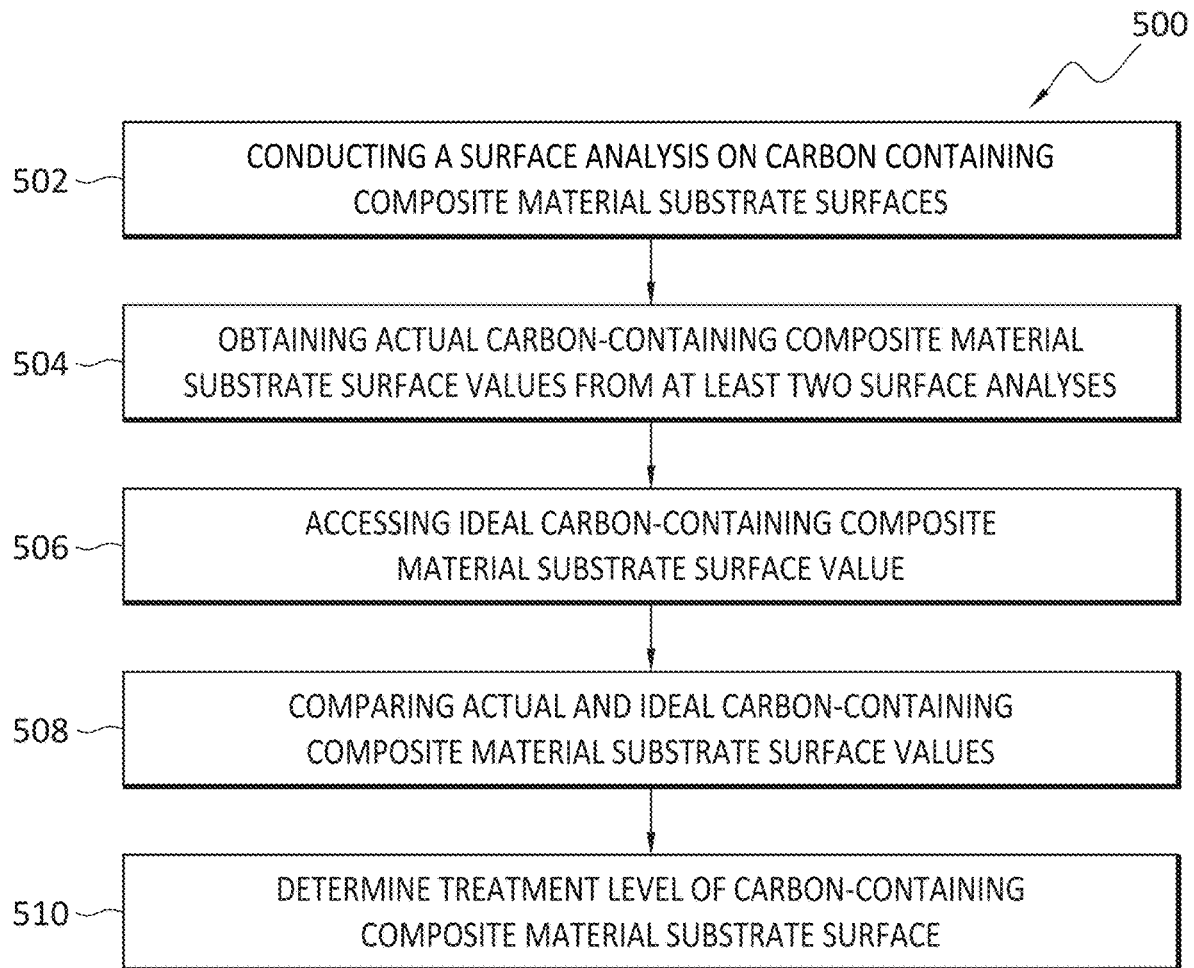 500
502
CONDUCTING A SURFACE ANALYSIS ON CARBON CONTAINING
COMPOSITE MATERIAL SUBSTRATE SURFACES
504
OBTAINING ACTUAL CARBON-CONTAINING COMPOSITE MATERIAL
SUBSTRATE SURFACE VALUES FROM AT LEAST TWO SURFACE ANALYSES
506
ACCESSING IDEAL CARBON-CONTAINING COMPOSITE
MATERIAL SUBSTRATE SURFACE VALUE
508
COMPARING ACTUAL AND IDEAL CARBON-CONTAINING
COMPOSITE MATERIAL SUBSTRATE SURFACE VALUES
510
DETERMINE TREATMENT LEVEL OF CARBON-CONTAINING
COMPOSITE MATERIAL SUBSTRATE SURFACE